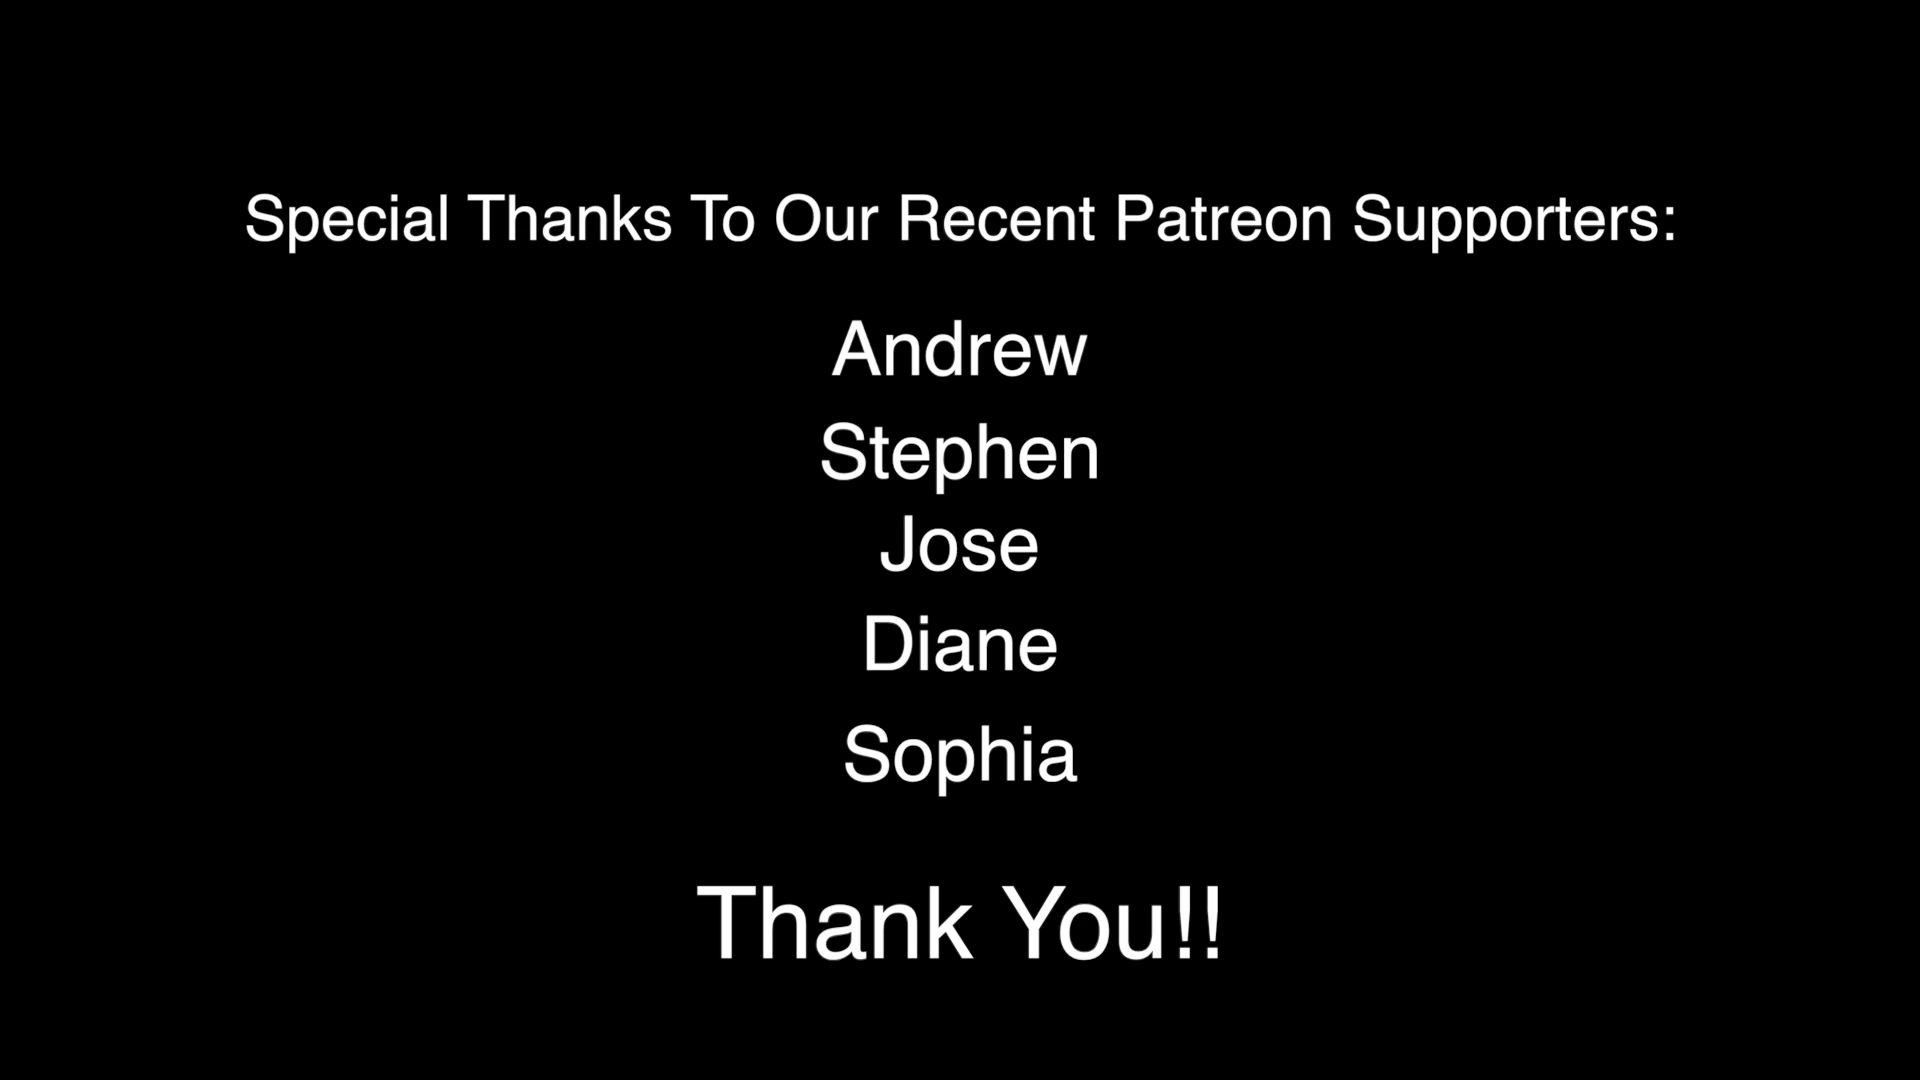 Special Thanks To Our Recent Patreon Supporters:
Andrew
Stephen
Jose
Diane
Sophia
Thank You!!